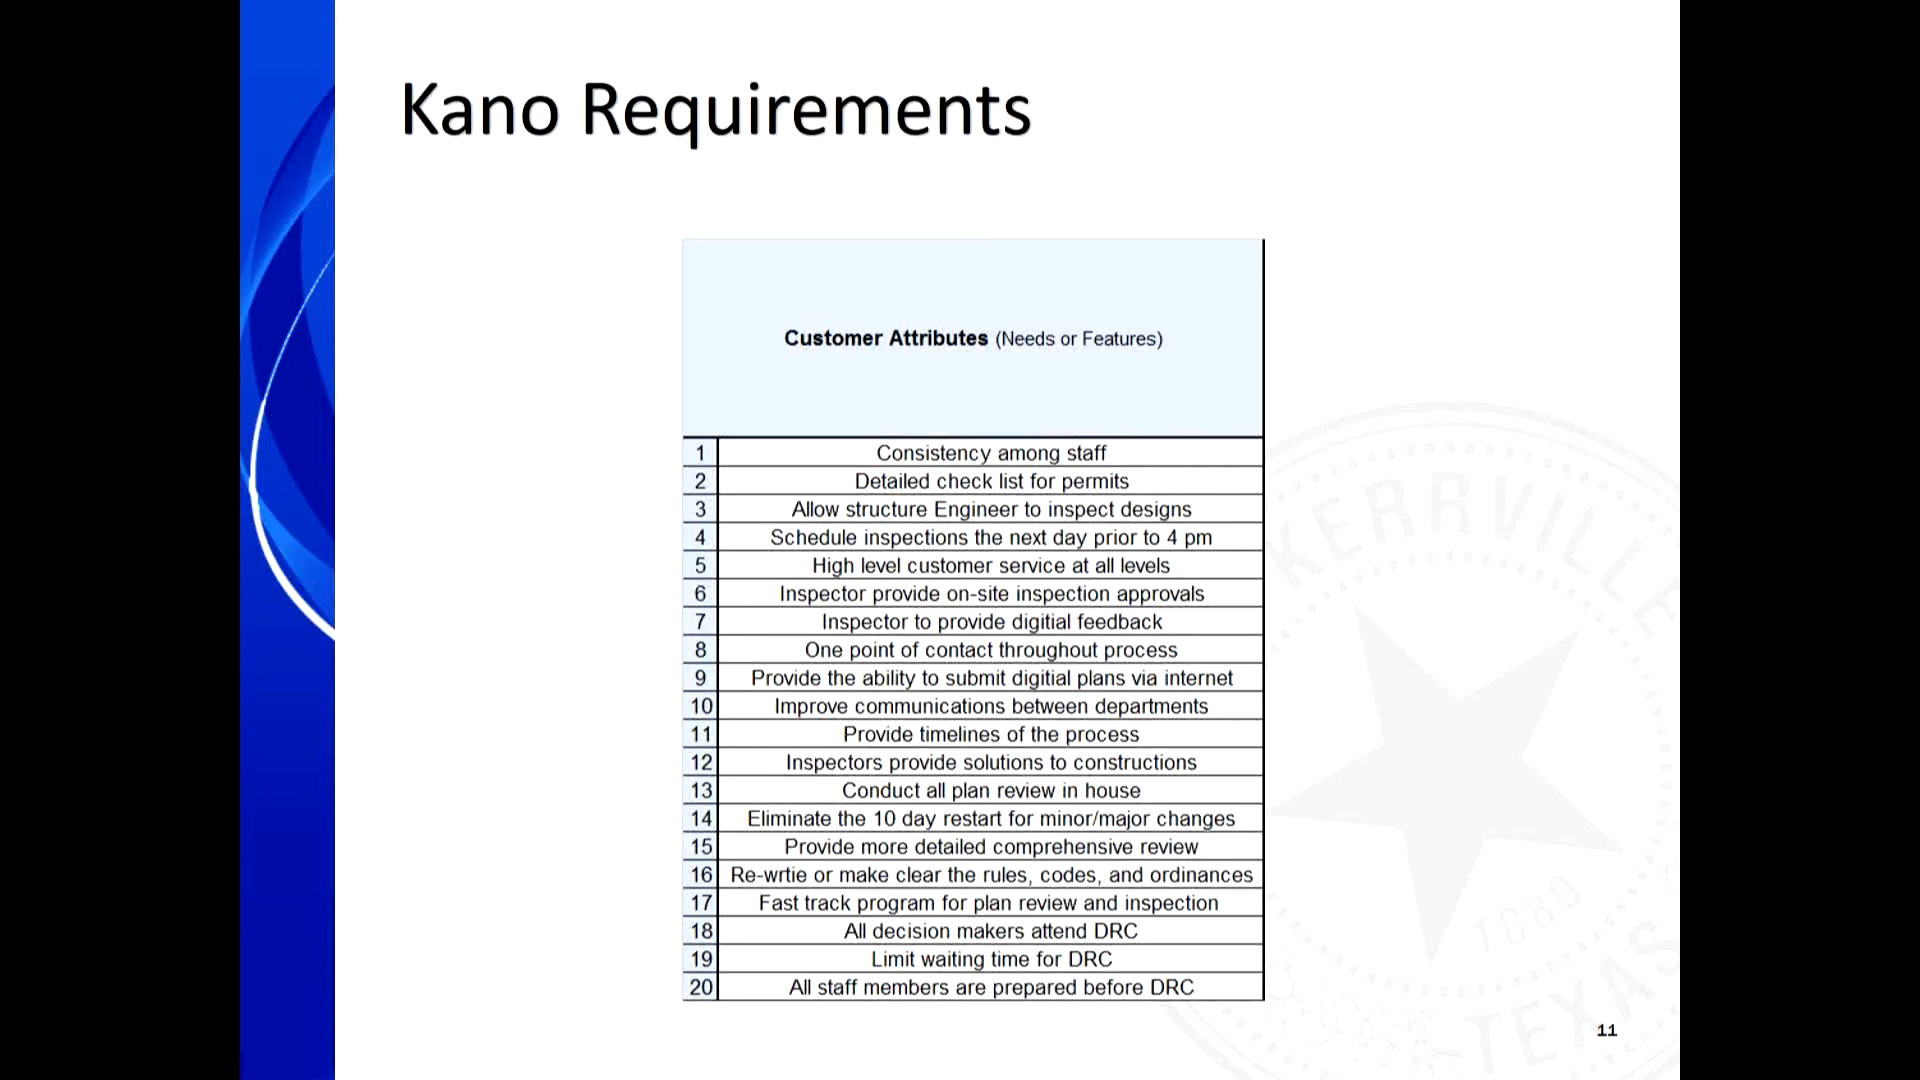 Kano Requirements
Customer Attributes (Needs or Features)
1 Consistency among staff
2 Detailed check list for permits
3 Allow structure Engineer to inspect designs
4 Schedule inspections the next day prior to 4 pm
5 High level customer service at all levels
6 Inspector provide on-site inspection approvals
7 Inspector to provide digitial feedback
8 One point of contact throughout process
9 Provide the ability to submit digitial plans via internet
10 Improve communications between departments
11 Provide timelines of the process
12 Inspectors provide solutions to constructions
13 Conduct all plan review in house
14 Eliminate the 10 day restart for minor/major changes
15 Provide more detailed comprehensive review
16 Re-wrtie or make clear the rules, codes, and ordinances
17 Fast track program for plan review and inspection
18 All decision makers attend DRC
19 Limit waiting time for DRC
20 All staff members are prepared before DRC
KERRVILLE
1889
TEXAS
11